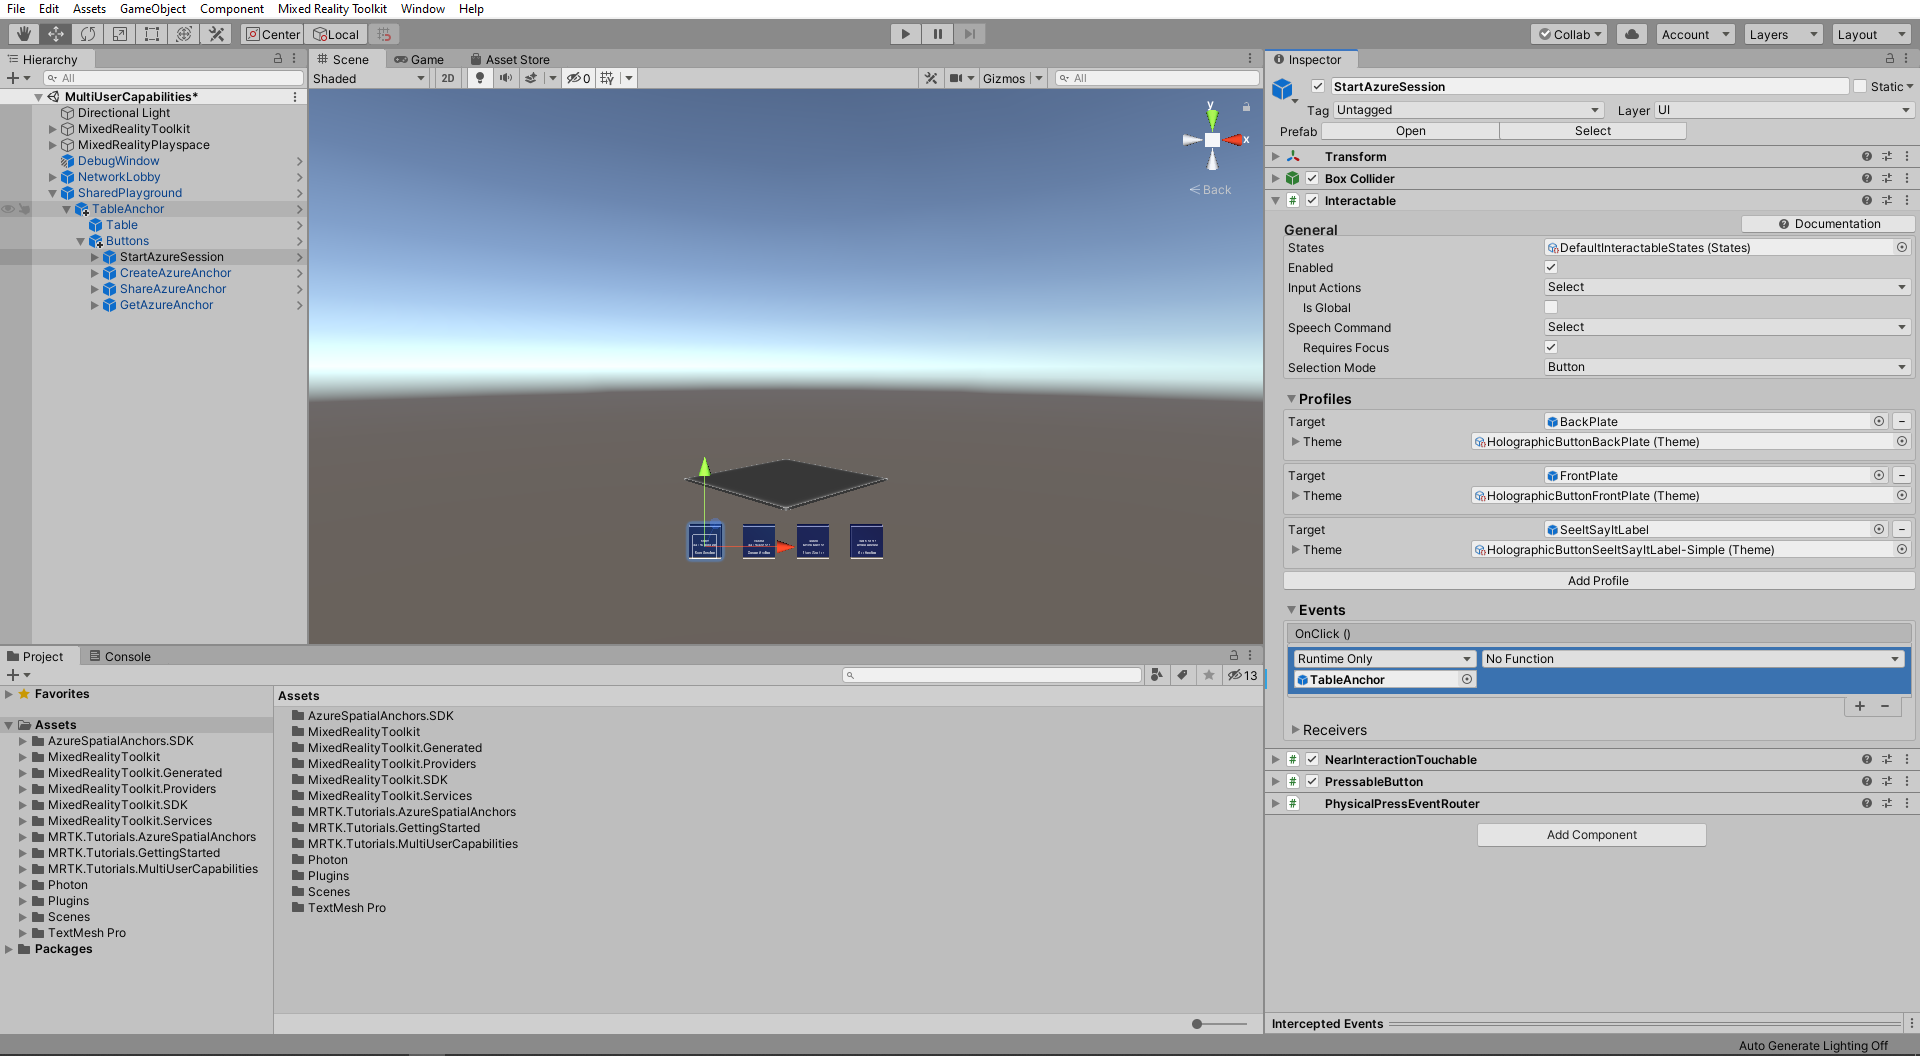 File Edit Assets GameObject Component Mixed Reality Toolkit Window Help
Center Local
Collab Account Layers Layout
Hierarchy
All
MultiUserCapabilities*
Directional Light
MixedRealityToolkit
MixedRealityPlayspace
DebugWindow
NetworkLobby
SharedPlayground
TableAnchor
Table
Buttons
StartAzureSession
CreateAzureAnchor
ShareAzureAnchor
GetAzureAnchor
Scene Game Asset Store
Shaded 2D 0 Gizmos All
y
x
Back
Project Console
13
Favorites
Assets
AzureSpatialAnchors.SDK
MixedRealityToolkit
MixedRealityToolkit.Generated
MixedRealityToolkit.Providers
MixedRealityToolkit.SDK
MixedRealityToolkit.Services
MRTK.Tutorials.AzureSpatialAnchors
MRTK.Tutorials.GettingStarted
MRTK.Tutorials.MultiUserCapabilities
Photon
Plugins
Scenes
TextMesh Pro
Packages
Assets
AzureSpatialAnchors.SDK
MixedRealityToolkit
MixedRealityToolkit.Generated
MixedRealityToolkit.Providers
MixedRealityToolkit.SDK
MixedRealityToolkit.Services
MRTK.Tutorials.AzureSpatialAnchors
MRTK.Tutorials.GettingStarted
MRTK.Tutorials.MultiUserCapabilities
Photon
Plugins
Scenes
TextMesh Pro
Inspector
StartAzureSession Static
Tag Untagged Layer UI
Prefab Open Select
Transform
Box Collider
Interactable
Documentation
General
States DefaultInteractableStates (States)
Enabled
Input Actions Select
Is Global
Speech Command Select
Requires Focus
Selection Mode Button
Profiles
Target BackPlate
Theme HolographicButtonBackPlate (Theme)
Target FrontPlate
Theme HolographicButtonFrontPlate (Theme)
Target SeeItSayItLabel
Theme HolographicButtonSeeItSayItLabel-Simple (Theme)
Add Profile
Events
OnClick ()
Runtime Only No Function
TableAnchor
Receivers
NearInteractionTouchable
PressableButton
PhysicalPressEventRouter
Add Component
Intercepted Events
Auto Generate Lighting Off